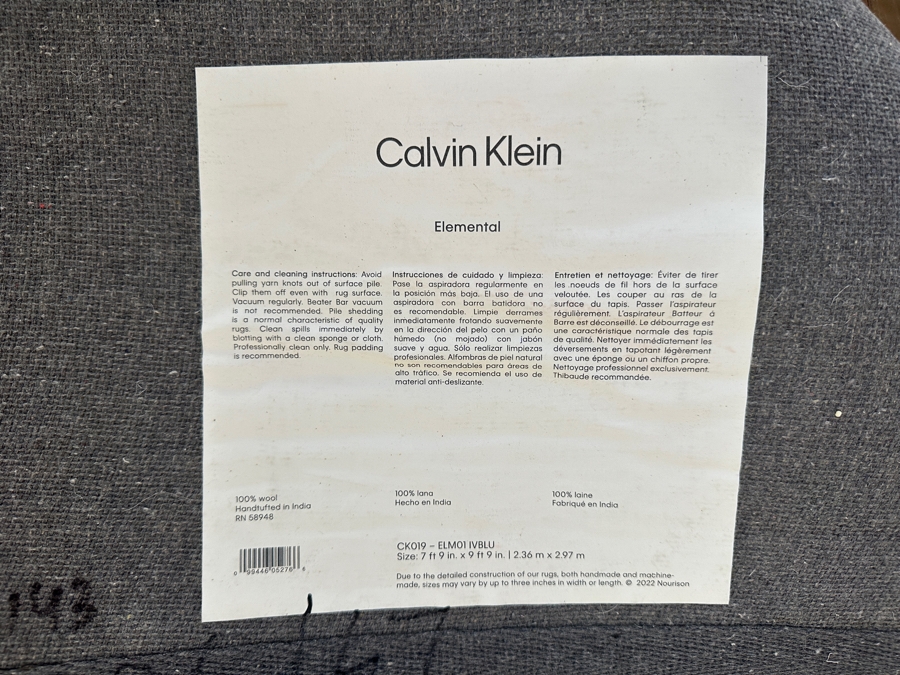 Calvin Klein
Elemental
Care and cleaning instructions: Avoid
pulling yarn knots out of surface pile.
Clip them off even with rug surface.
Vacuum regularly. Beater Bar vacuum
is not recommended. Pile shedding
is a normal characteristic of quality
rugs. Clean spills immediately by
blotting with a clean sponge or cloth.
Professionally clean only. Rug padding
is recommended.
Instrucciones de cuidado y limpieza:
Pase la aspiradora regularmente en
la posición más baja. El uso de una
aspiradora con barra batidora no
es recomendable. Limpie derrames
inmediatamente frotando suavemente
en la dirección del pelo con un paño
húmedo (no mojado) con jabón
suave y agua. Sólo realizar limpiezas
profesionales. Alfombras de piel natural
no son recomendables para áreas de
alto tráfico. Se recomienda el uso de
material anti-deslizante.
Entretien et nettoyage: Éviter de tirer
les noeuds de fil hors de la surface
veloutée. Les couper au ras de la
surface du tapis. Passer l'aspirateur
régulièrement. L'aspirateur Batteur à
Barre est déconseillé. Le débourrage est
une caractéristique normale des tapis
de qualité. Nettoyer immédiatement les
déversements en tapotant légèrement
avec une éponge ou un chiffon propre.
Nettoyage professionnel exclusivement.
Thibaude recommandée.
100% wool
Handtufted in India
RN 58948
100% lana
Hecho en India
100% laine
Fabriqué en India
0 99446 05276 6
CK019 – ELM01 IVBLU
Size: 7 ft 9 in. x 9 ft 9 in. | 2.36 m x 2.97 m
Due to the detailed construction of our rugs, both handmade and machine-
made, sizes may vary by up to three inches in width or length. © 2022 Nourison